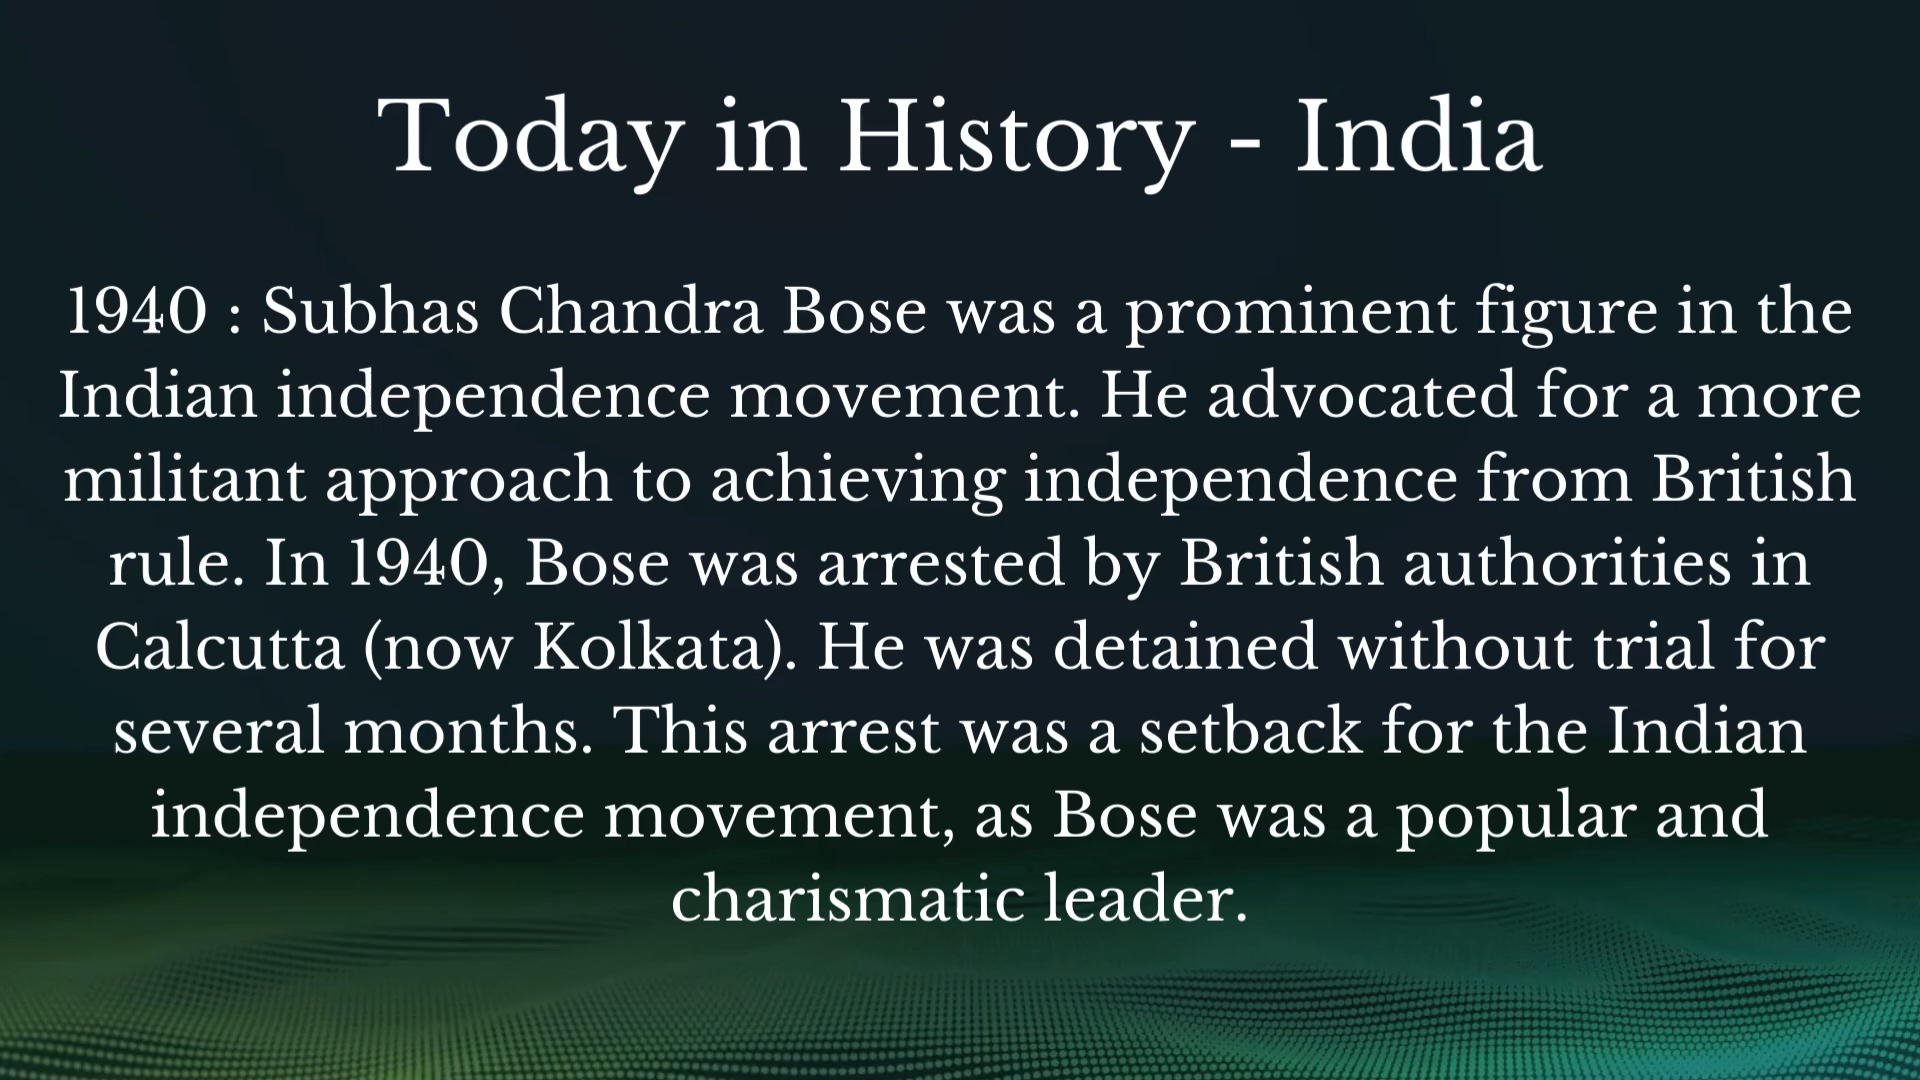 Today in History - India
1940 : Subhas Chandra Bose was a prominent figure in the
Indian independence movement. He advocated for a more
militant approach to achieving independence from British
rule. In 1940, Bose was arrested by British authorities in
Calcutta (now Kolkata). He was detained without trial for
several months. This arrest was a setback for the Indian
independence movement, as Bose was a popular and
charismatic leader.